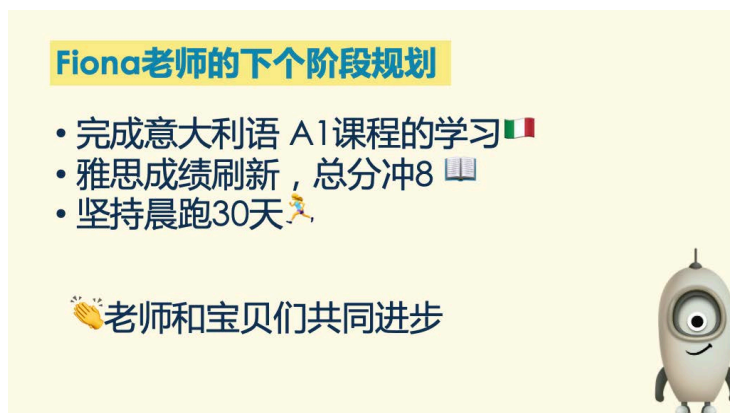 Fiona老师的下个阶段规划
• 完成意大利语 A1课程的学习🇮🇹
• 雅思成绩刷新，总分冲8 📖
• 坚持晨跑30天🏃‍♀️
👏老师和宝贝们共同进步